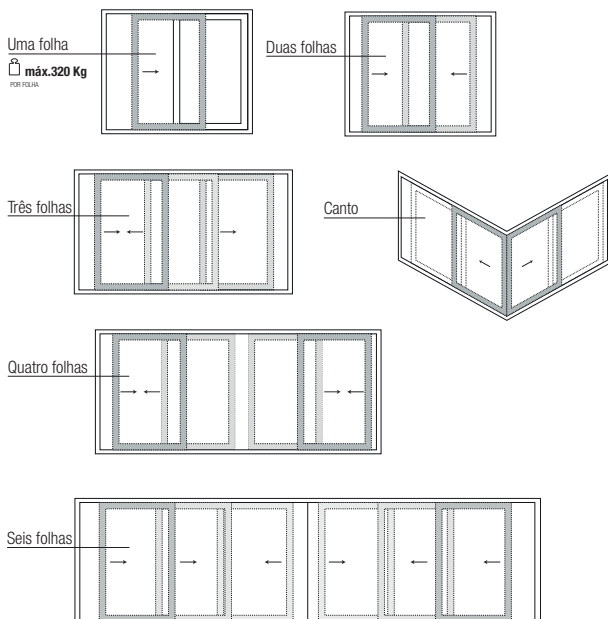 Uma folha
máx.320 Kg
POR FOLHA
Duas folhas
Três folhas
Canto
Quatro folhas
Seis folhas